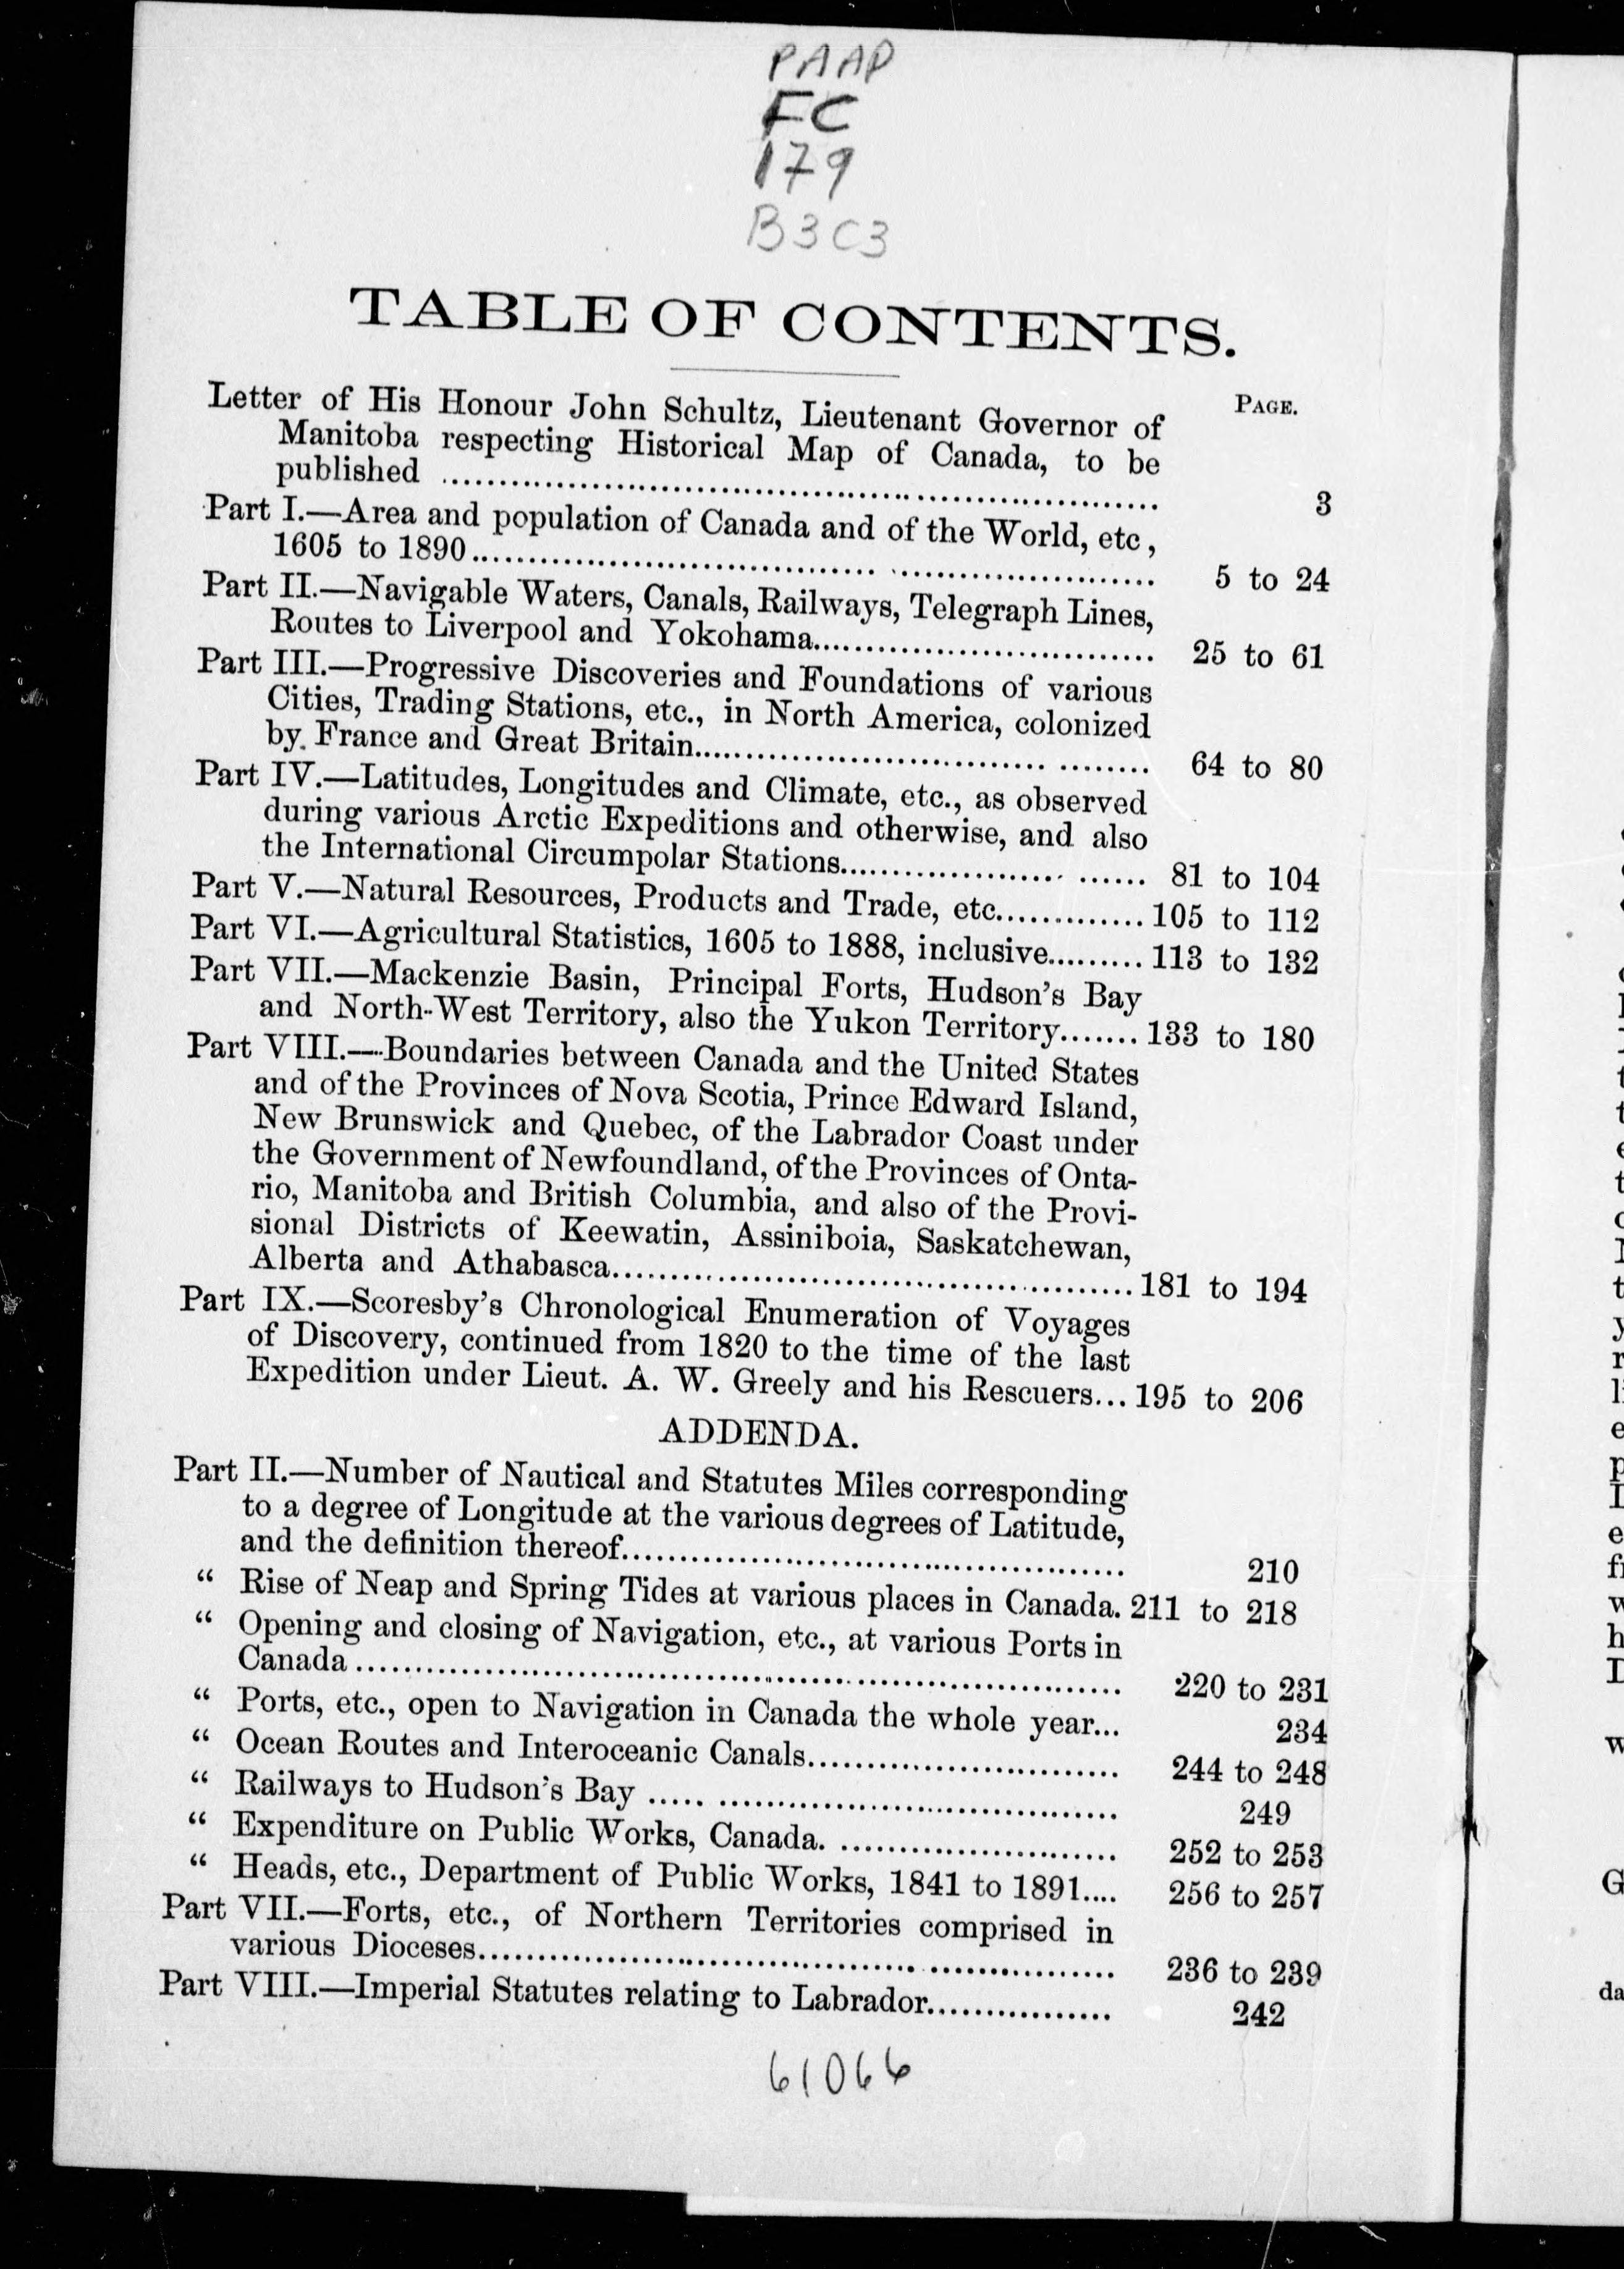 PAAP
FC
179
B3C3
TABLE OF CONTENTS.
PAGE.
Letter of His Honour John Schultz, Lieutenant Governor of
Manitoba respecting Historical Map of Canada, to be
published .......... 3
Part I.—Area and population of Canada and of the World, etc,
1605 to 1890.......... 5 to 24
Part II.—Navigable Waters, Canals, Railways, Telegraph Lines,
Routes to Liverpool and Yokohama.......... 25 to 61
Part III.—Progressive Discoveries and Foundations of various
Cities, Trading Stations, etc., in North America, colonized
by France and Great Britain.......... 64 to 80
Part IV.—Latitudes, Longitudes and Climate, etc., as observed
during various Arctic Expeditions and otherwise, and also
the International Circumpolar Stations.......... 81 to 104
Part V.—Natural Resources, Products and Trade, etc.......... 105 to 112
Part VI.—Agricultural Statistics, 1605 to 1888, inclusive......... 113 to 132
Part VII.—Mackenzie Basin, Principal Forts, Hudson's Bay
and North-West Territory, also the Yukon Territory....... 133 to 180
Part VIII.—Boundaries between Canada and the United States
and of the Provinces of Nova Scotia, Prince Edward Island,
New Brunswick and Quebec, of the Labrador Coast under
the Government of Newfoundland, of the Provinces of Onta-
rio, Manitoba and British Columbia, and also of the Provi-
sional Districts of Keewatin, Assiniboia, Saskatchewan,
Alberta and Athabasca.......... 181 to 194
Part IX.—Scoresby's Chronological Enumeration of Voyages
of Discovery, continued from 1820 to the time of the last
Expedition under Lieut. A. W. Greely and his Rescuers... 195 to 206
ADDENDA.
Part II.—Number of Nautical and Statutes Miles corresponding
to a degree of Longitude at the various degrees of Latitude,
and the definition thereof.......... 210
“ Rise of Neap and Spring Tides at various places in Canada. 211 to 218
“ Opening and closing of Navigation, etc., at various Ports in
Canada .......... 220 to 231
“ Ports, etc., open to Navigation in Canada the whole year... 234
“ Ocean Routes and Interoceanic Canals.......... 244 to 248
“ Railways to Hudson's Bay .......... 249
“ Expenditure on Public Works, Canada. .......... 252 to 253
“ Heads, etc., Department of Public Works, 1841 to 1891.... 256 to 257
Part VII.—Forts, etc., of Northern Territories comprised in
various Dioceses.......... 236 to 239
Part VIII.—Imperial Statutes relating to Labrador.......... 242
61066